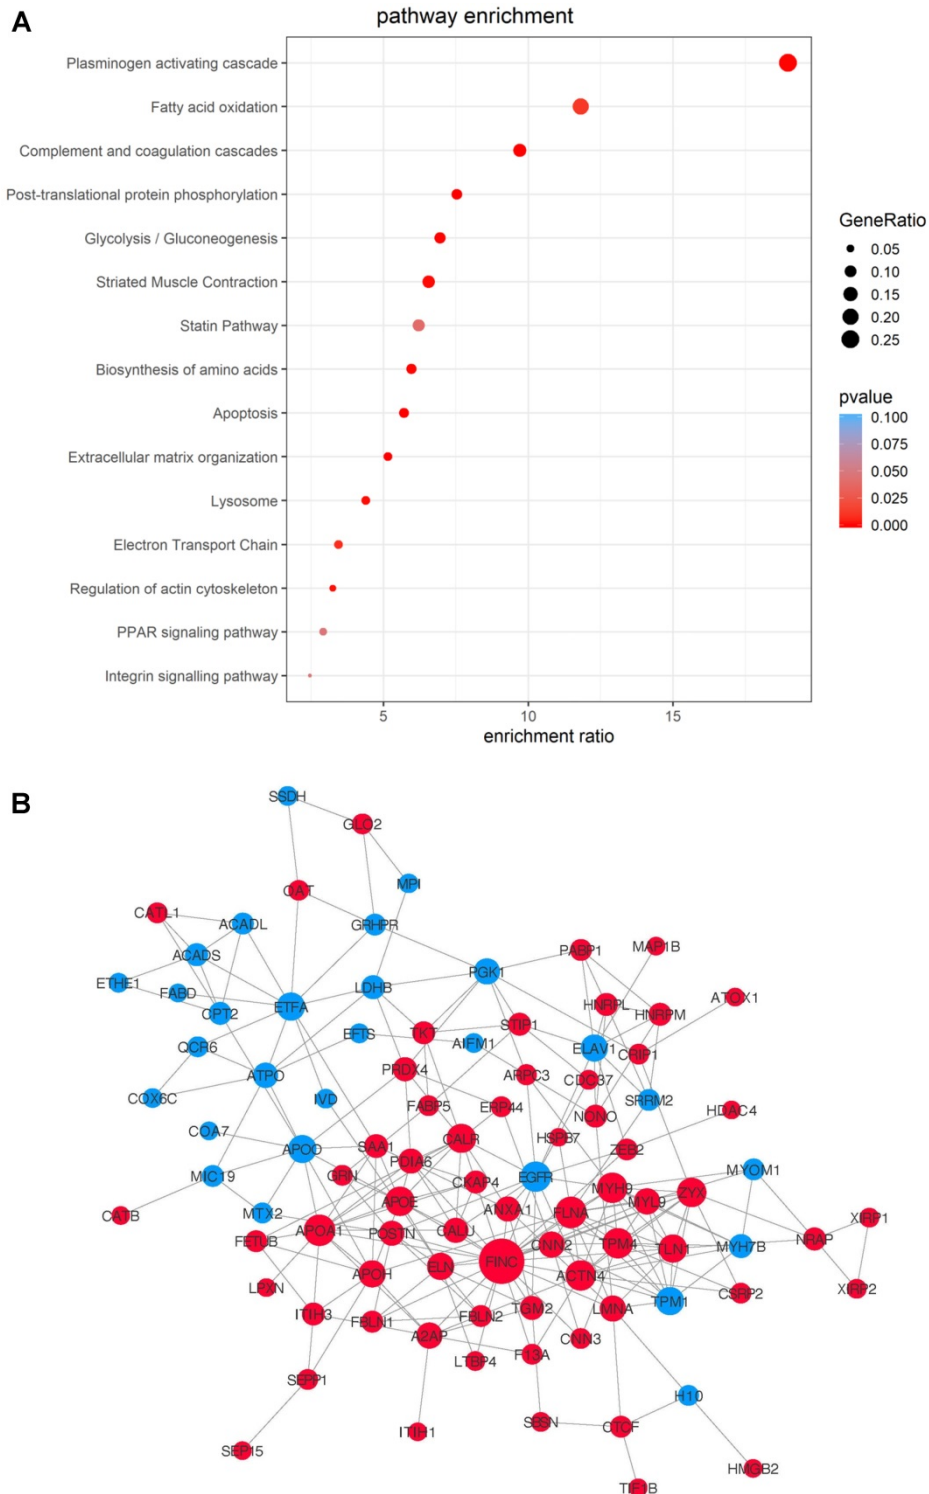 A
pathway enrichment
Plasminogen activating cascade
Fatty acid oxidation
Complement and coagulation cascades
Post-translational protein phosphorylation
Glycolysis / Gluconeogenesis
Striated Muscle Contraction
Statin Pathway
Biosynthesis of amino acids
Apoptosis
Extracellular matrix organization
Lysosome
Electron Transport Chain
Regulation of actin cytoskeleton
PPAR signaling pathway
Integrin signalling pathway
5 10 15
enrichment ratio
GeneRatio
0.05
0.10
0.15
0.20
0.25
pvalue
0.100
0.075
0.050
0.025
0.000
B
SSDH
GLO2
MPI
OAT
CATL1
ACADL
GRHPR
ACADS
PABP1
MAP1B
ETHE1
FABD
LDHB
PGK1
CPT2
ETFA
HNRPL
HNRPM
ATOX1
QCR6
EFTS
TKT
STIP1
AIFM1
ELAV1
CRIP1
ATPO
PRDX4
ARPC3
CDC37
COX6C
IVD
FABP5
ERP44
NONO
SRRM2
HDAC4
COA7
APOO
SAA1
CALR
HSPB7
ZEB2
MIC19
GRN
PDIA6
CKAP4
EGFR
MYH9
MYOM1
CATB
MTX2
APOE
ANXA1
FLNA
MYL9
ZYX
XIRP1
FETUB
APOA1
POSTN
CALU
CNN2
TPM4
TLN1
MYH7B
NRAP
LPXN
APOH
ELN
FINC
ACTN4
CSRP2
XIRP2
ITIH3
FBLN1
A2AP
FBLN2
TGM2
LMNA
TPM1
LTBP4
F13A
CNN3
SEPP1
H10
ITIH1
SBSN
CTCF
SEP15
HMGB2
TIF1B